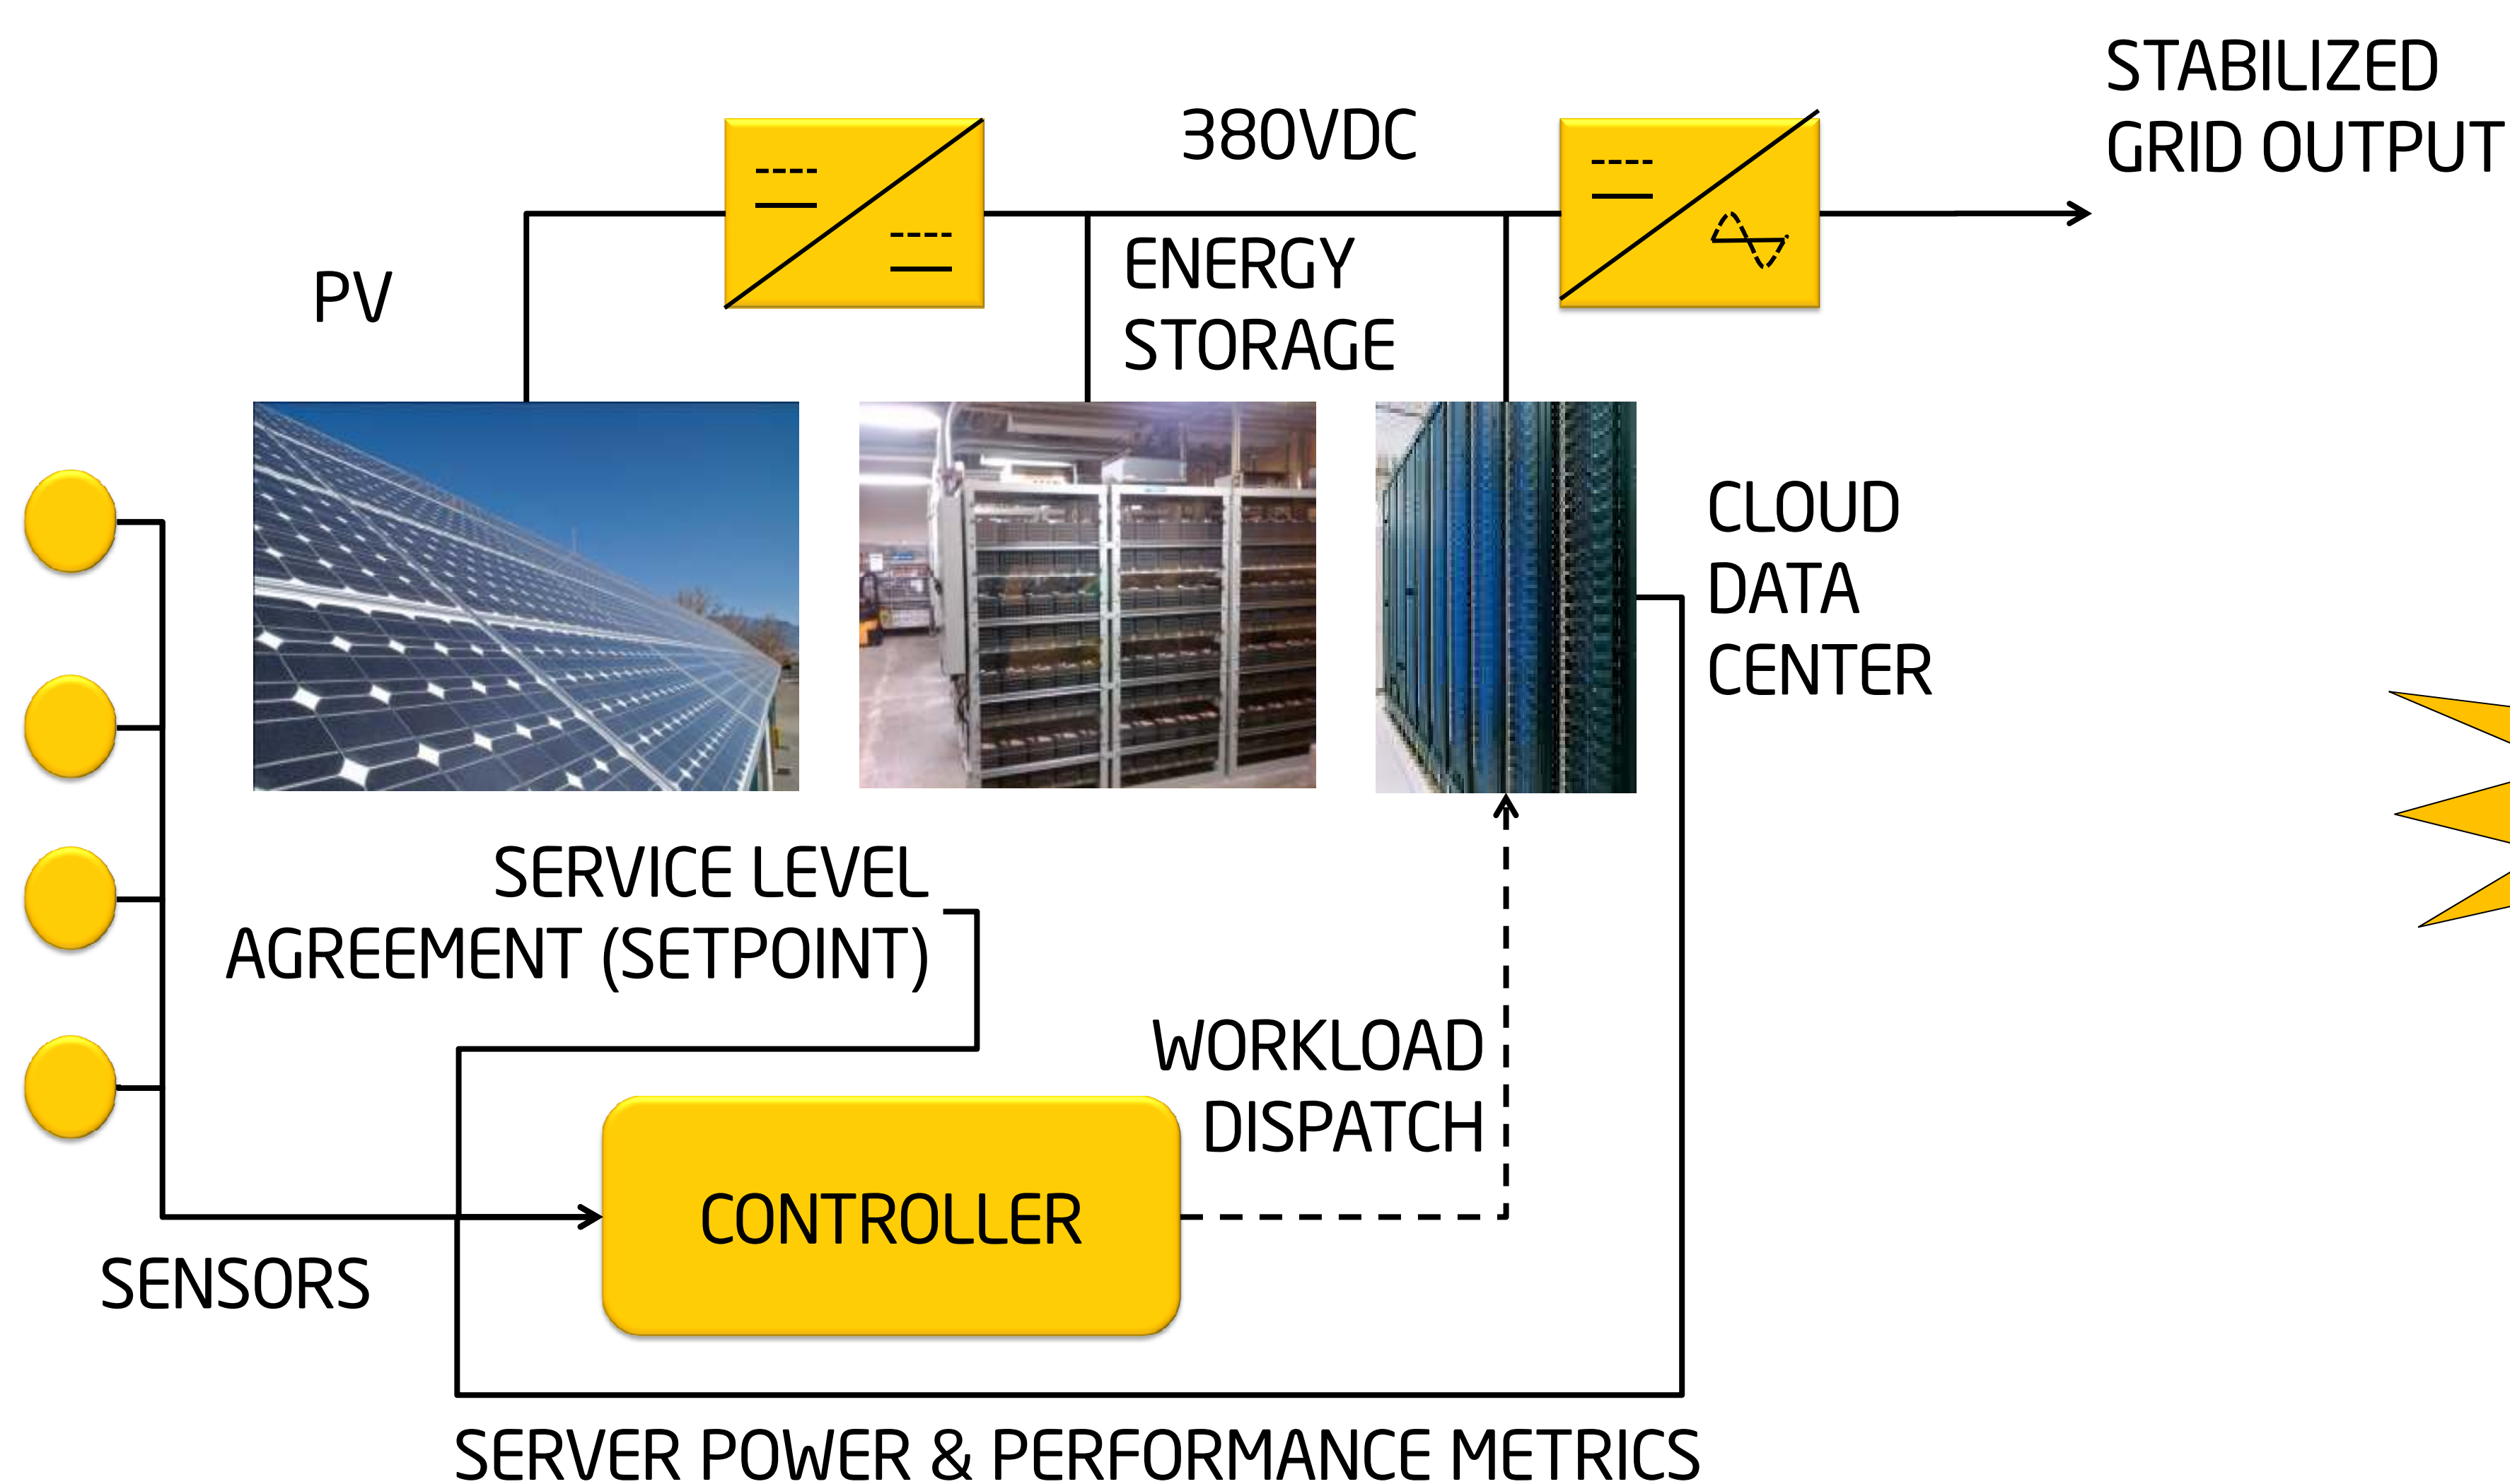 STABILIZED
GRID OUTPUT
380VDC
PV
ENERGY
STORAGE
CLOUD
DATA
CENTER
SERVICE LEVEL
AGREEMENT (SETPOINT)
WORKLOAD
DISPATCH
CONTROLLER
SENSORS
SERVER POWER & PERFORMANCE METRICS